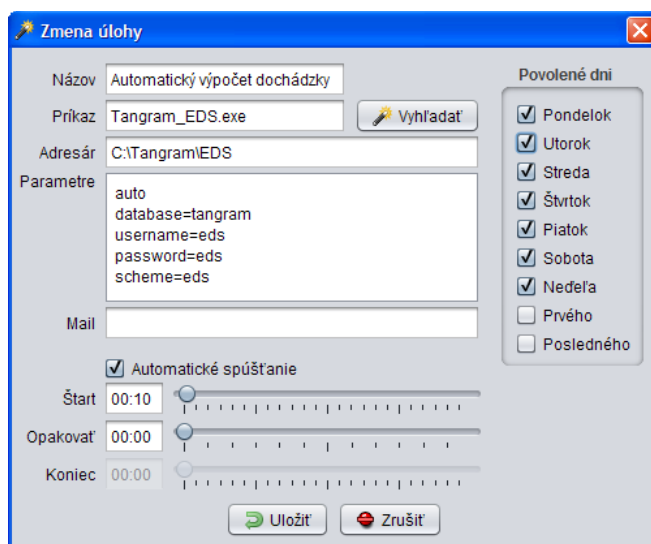 Zmena úlohy
Názov Automatický výpočet dochádzky
Príkaz Tangram_EDS.exe Vyhľadať
Adresár C:\Tangram\EDS
Parametre
auto
database=tangram
username=eds
password=eds
scheme=eds
Mail
Automatické spúšťanie
Štart 00:10
Opakovať 00:00
Koniec 00:00
Uložiť Zrušiť
Povolené dni
Pondelok
Utorok
Streda
Štvrtok
Piatok
Sobota
Neďeľa
Prvého
Posledného